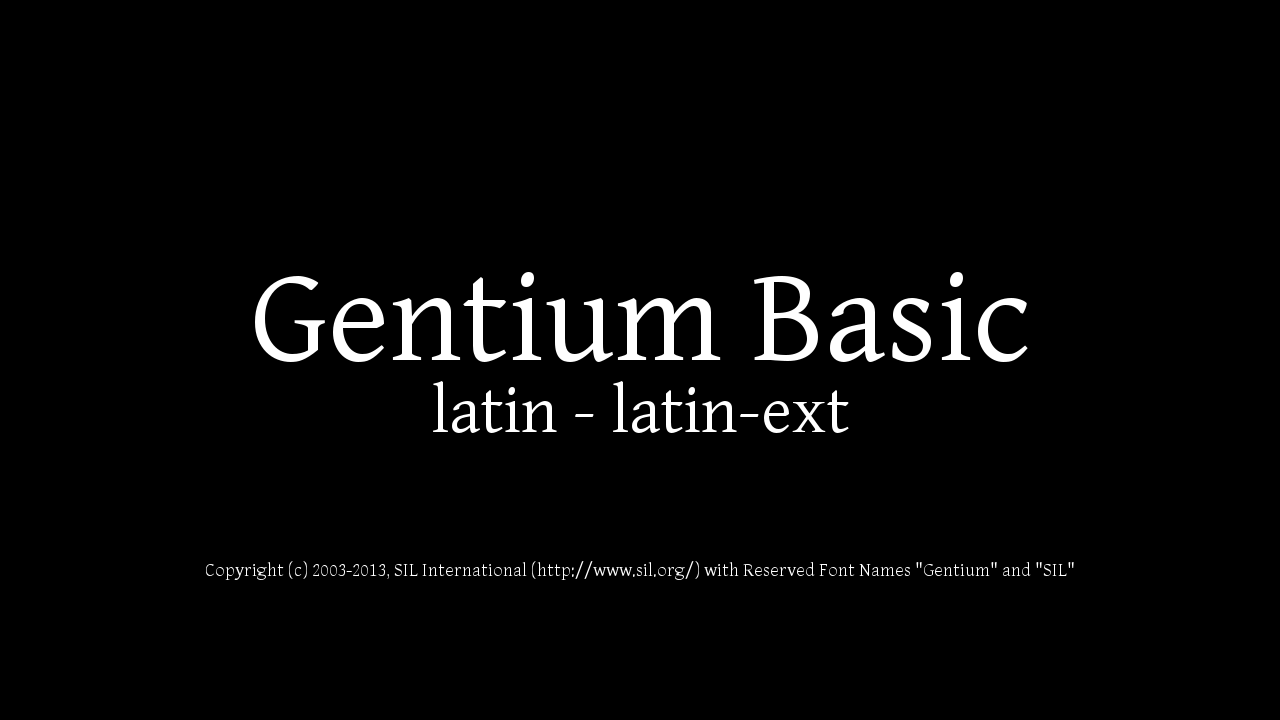 Gentium Basic
latin - latin-ext
Copyright (c) 2003-2013, SIL International (http://www.sil.org/) with Reserved Font Names "Gentium" and "SIL"